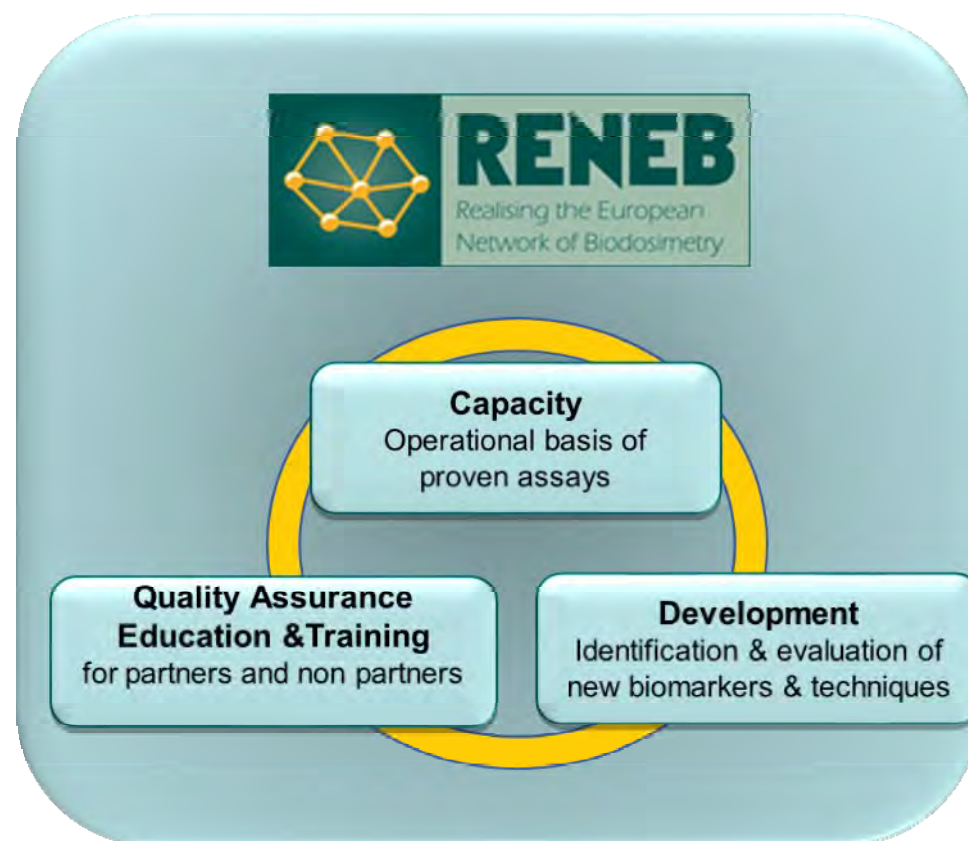 RENEB
Realising the European
Network of Biodosimetry
Capacity
Operational basis of
proven assays
Quality Assurance
Education &Training
for partners and non partners
Development
Identification & evaluation of
new biomarkers & techniques